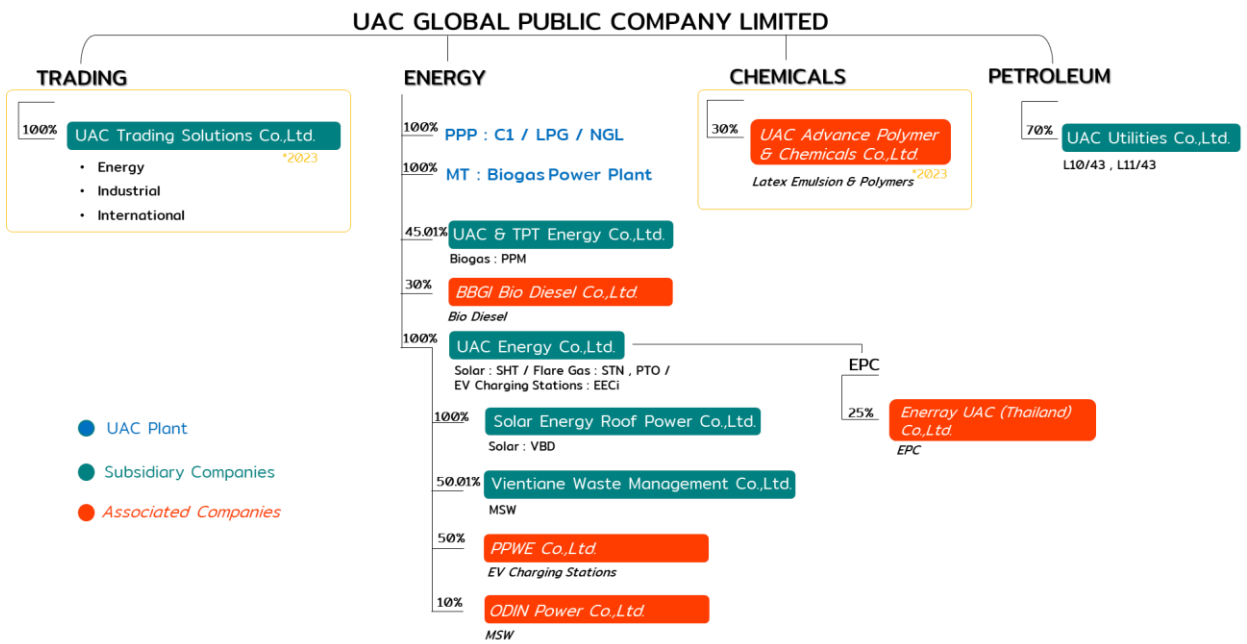 UAC GLOBAL PUBLIC COMPANY LIMITED
TRADING
100%
UAC Trading Solutions Co.,Ltd.
*2023
• Energy
• Industrial
• International
ENERGY
100%
PPP : C1 / LPG / NGL
100%
MT : Biogas Power Plant
45.01%
UAC & TPT Energy Co.,Ltd.
Biogas : PPM
30%
BBGI Bio Diesel Co.,Ltd.
Bio Diesel
100%
UAC Energy Co.,Ltd.
Solar : SHT / Flare Gas : STN , PTO /
EV Charging Stations : EECi
100%
Solar Energy Roof Power Co.,Ltd.
Solar : VBD
50.01%
Vientiane Waste Management Co.,Ltd.
MSW
50%
PPWE Co.,Ltd.
EV Charging Stations
10%
ODIN Power Co.,Ltd.
MSW
EPC
25%
Enerray UAC (Thailand)
Co.,Ltd.
EPC
CHEMICALS
30%
UAC Advance Polymer
& Chemicals Co.,Ltd.
Latex Emulsion & Polymers
*2023
PETROLEUM
70%
UAC Utilities Co.,Ltd.
L10/43 , L11/43
UAC Plant
Subsidiary Companies
Associated Companies